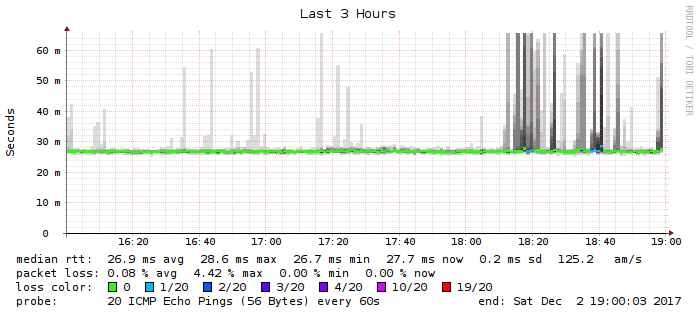 Last 3 Hours
RRDTOOL / TOBI OETIKER
Seconds
60 m
50 m
40 m
30 m
20 m
10 m
0
16:20 16:40 17:00 17:20 17:40 18:00 18:20 18:40 19:00
median rtt: 26.9 ms avg 28.6 ms max 26.7 ms min 27.7 ms now 0.2 ms sd 125.2 am/s
packet loss: 0.08 % avg 4.42 % max 0.00 % min 0.00 % now
loss color: 0 1/20 2/20 3/20 4/20 10/20 19/20
probe: 20 ICMP Echo Pings (56 Bytes) every 60s end: Sat Dec 2 19:00:03 2017